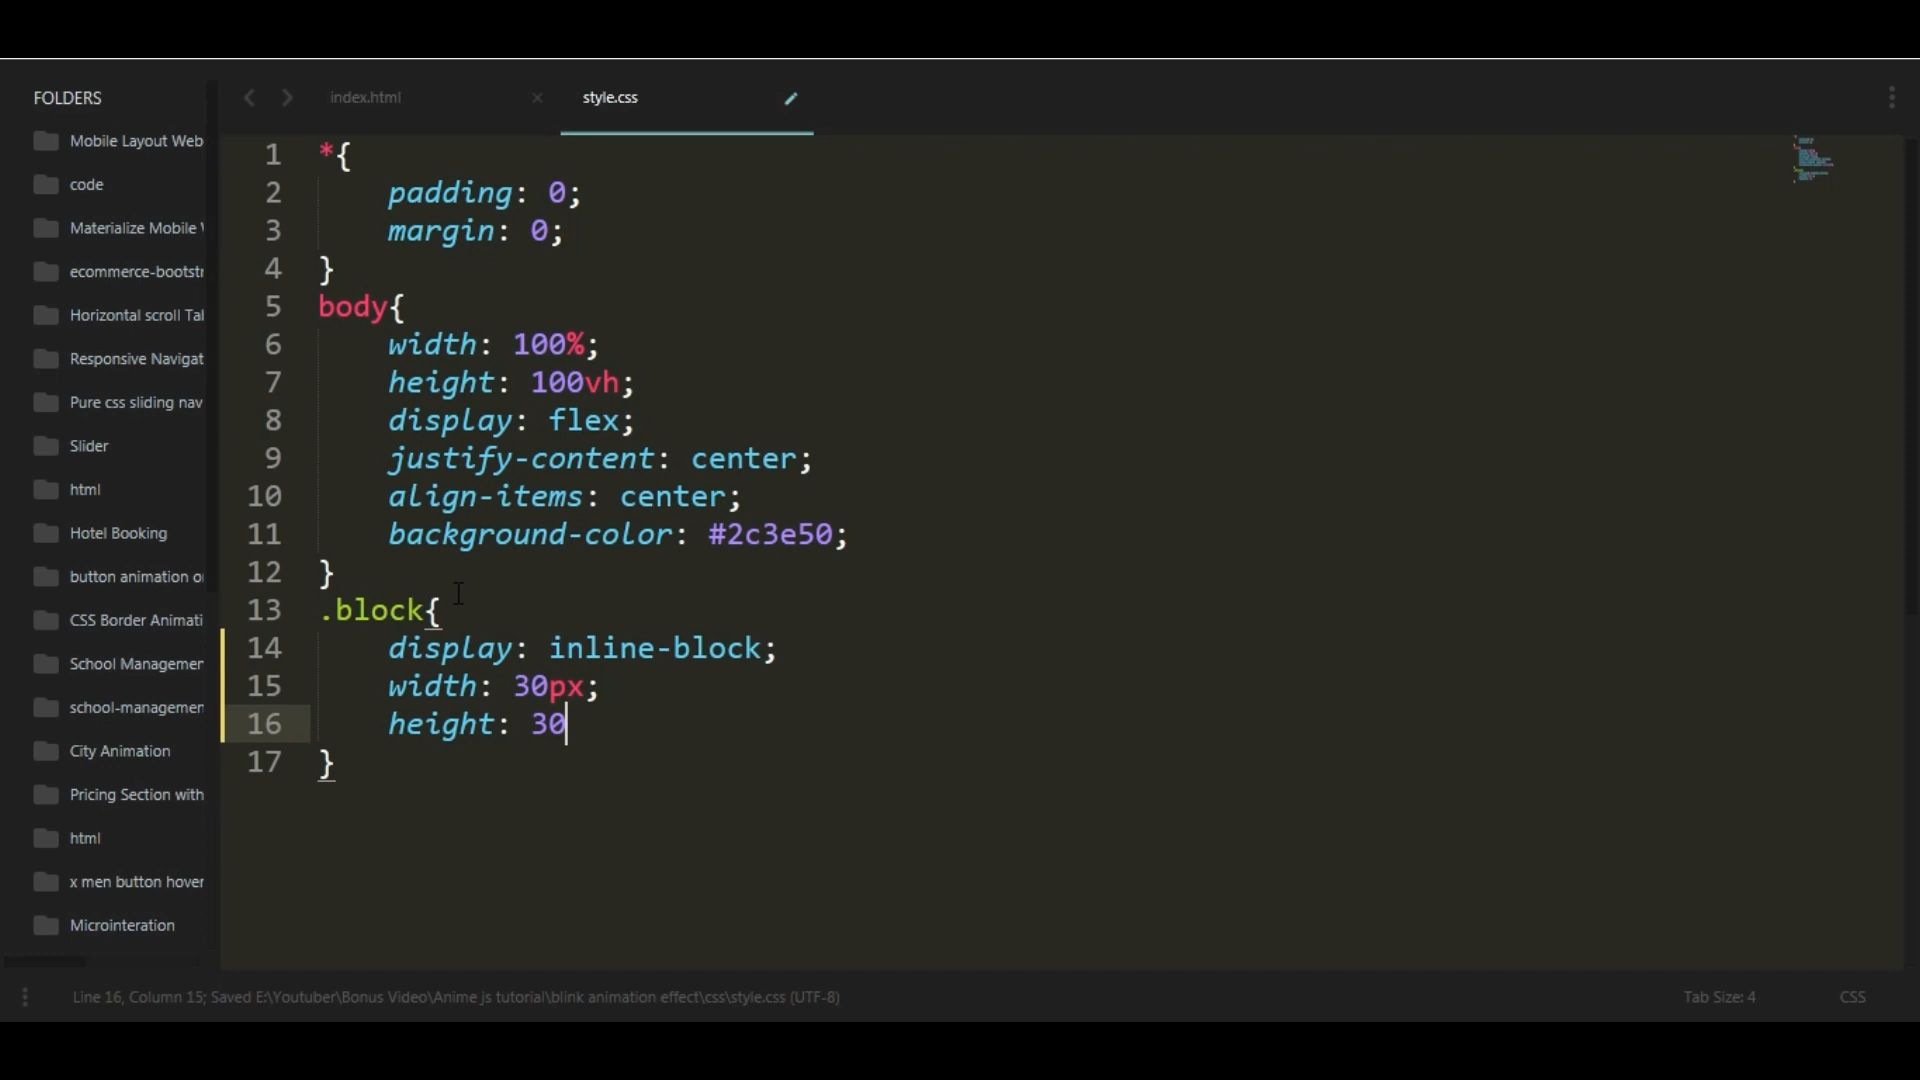 FOLDERS
index.html
style.css
Mobile Layout Web
code
Materialize Mobile
ecommerce-bootstr
Horizontal scroll Tal
Responsive Navigat
Pure css sliding nav
Slider
html
Hotel Booking
button animation o
CSS Border Animati
School Managemer
school-managemer
City Animation
Pricing Section with
html
x men button hover
Microinteration
1 *{
2 padding: 0;
3 margin: 0;
4 }
5 body{
6 width: 100%;
7 height: 100vh;
8 display: flex;
9 justify-content: center;
10 align-items: center;
11 background-color: #2c3e50;
12 }
13 .block{
14 display: inline-block;
15 width: 30px;
16 height: 30
17 }
Line 16, Column 15; Saved E:\Youtuber\Bonus Video\Anime js tutorial\blink animation effect\css\style.css (UTF-8)
Tab Size: 4
CSS